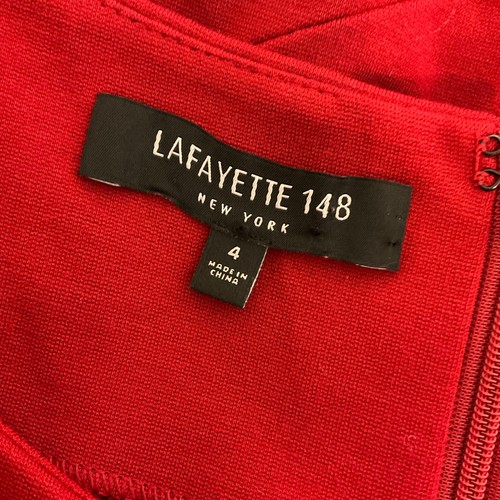 LAFAYETTE 148
NEW YORK
4
MADE IN
CHINA